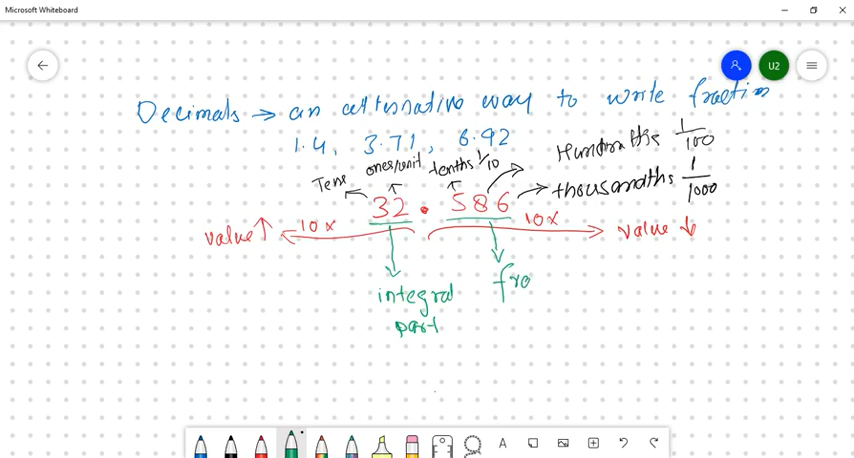 Microsoft Whiteboard
U2
Decimals → an alternative way to write fraction
1.4, 3.71, 6.92
Hundredths 1/100
Tens ones/unit tenths 1/10
thousandths 1/1000
32.586
value ↑ 10x 10x value ↓
integral
part
fra
A